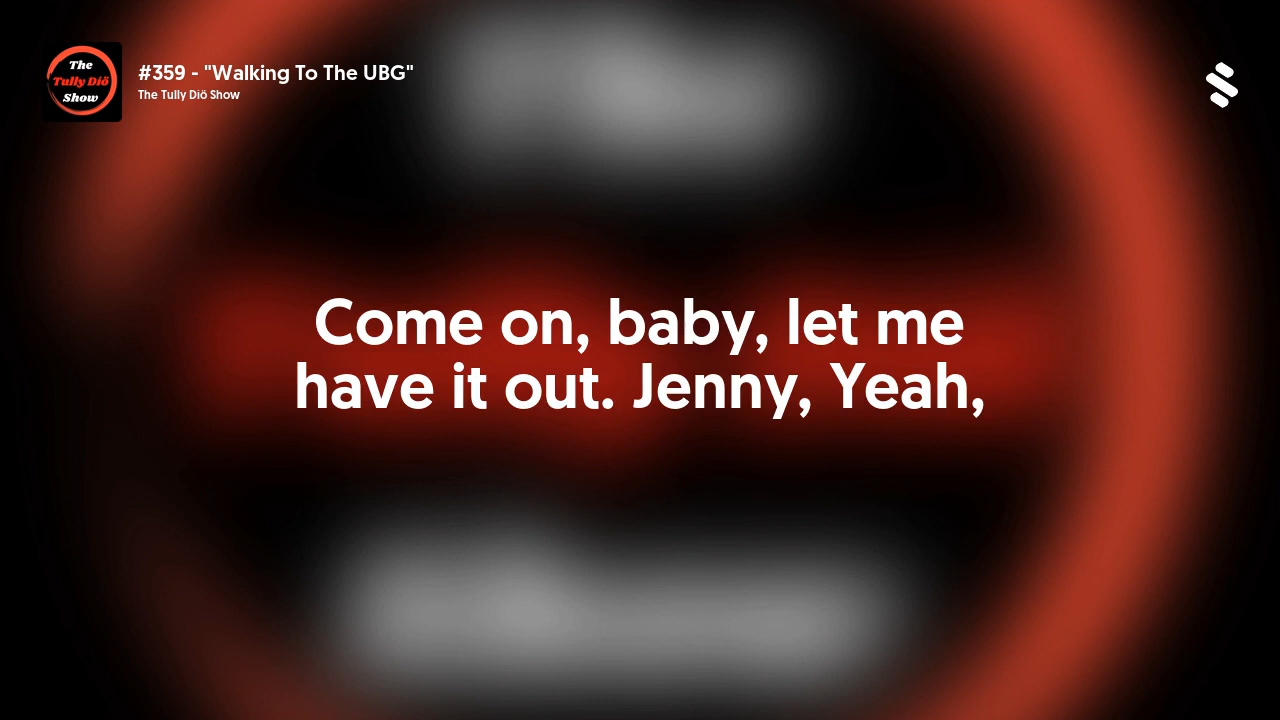 The
Tully Diö
Show
#359 - "Walking To The UBG"
The Tully Diö Show
Come on, baby, let me
have it out. Jenny, Yeah,